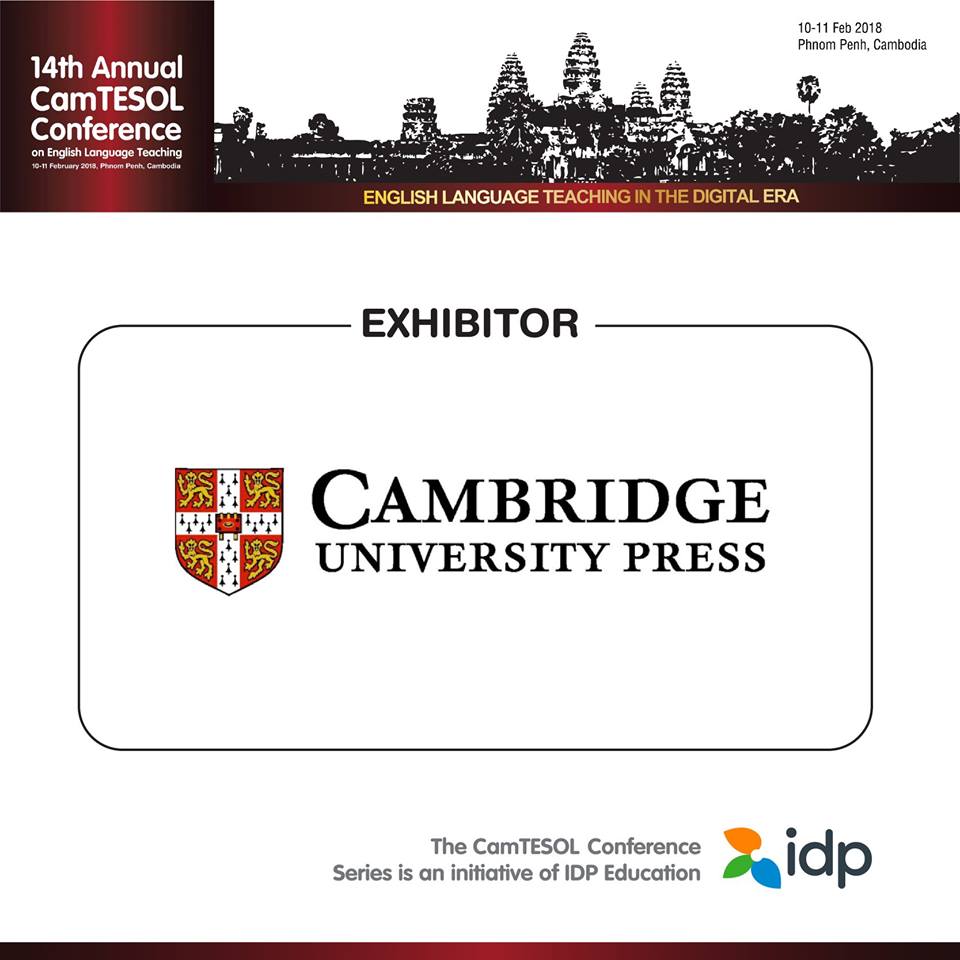 14th Annual
CamTESOL
Conference
on English Language Teaching
10-11 February 2018, Phnom Penh, Cambodia
10-11 Feb 2018
Phnom Penh, Cambodia
ENGLISH LANGUAGE TEACHING IN THE DIGITAL ERA
EXHIBITOR
CAMBRIDGE
UNIVERSITY PRESS
The CamTESOL Conference
Series is an initiative of IDP Education
idp